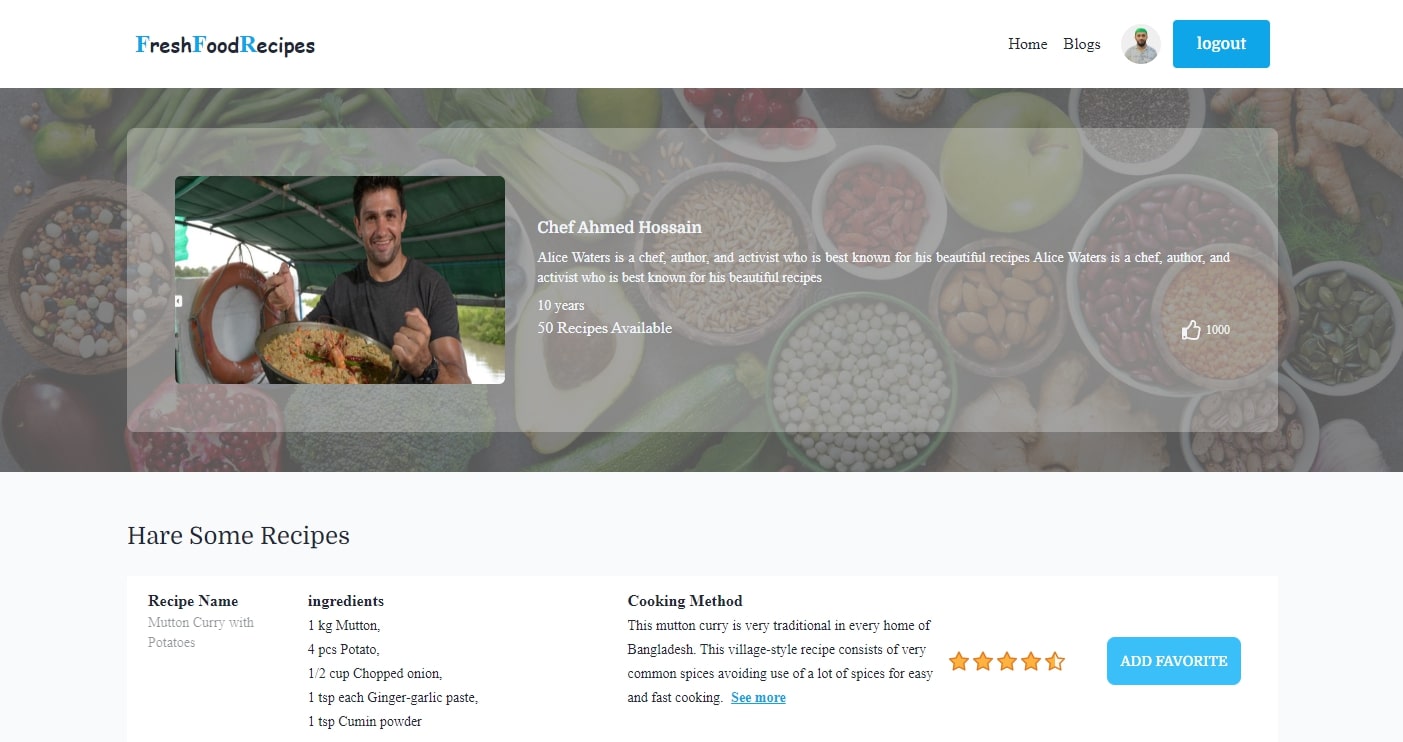 FreshFoodRecipes
Home Blogs logout
Chef Ahmed Hossain
Alice Waters is a chef, author, and activist who is best known for his beautiful recipes Alice Waters is a chef, author, and
activist who is best known for his beautiful recipes
10 years
50 Recipes Available
1000
Hare Some Recipes
Recipe Name
Mutton Curry with
Potatoes
ingredients
1 kg Mutton,
4 pcs Potato,
1/2 cup Chopped onion,
1 tsp each Ginger-garlic paste,
1 tsp Cumin powder
Cooking Method
This mutton curry is very traditional in every home of
Bangladesh. This village-style recipe consists of very
common spices avoiding use of a lot of spices for easy
and fast cooking. See more
ADD FAVORITE